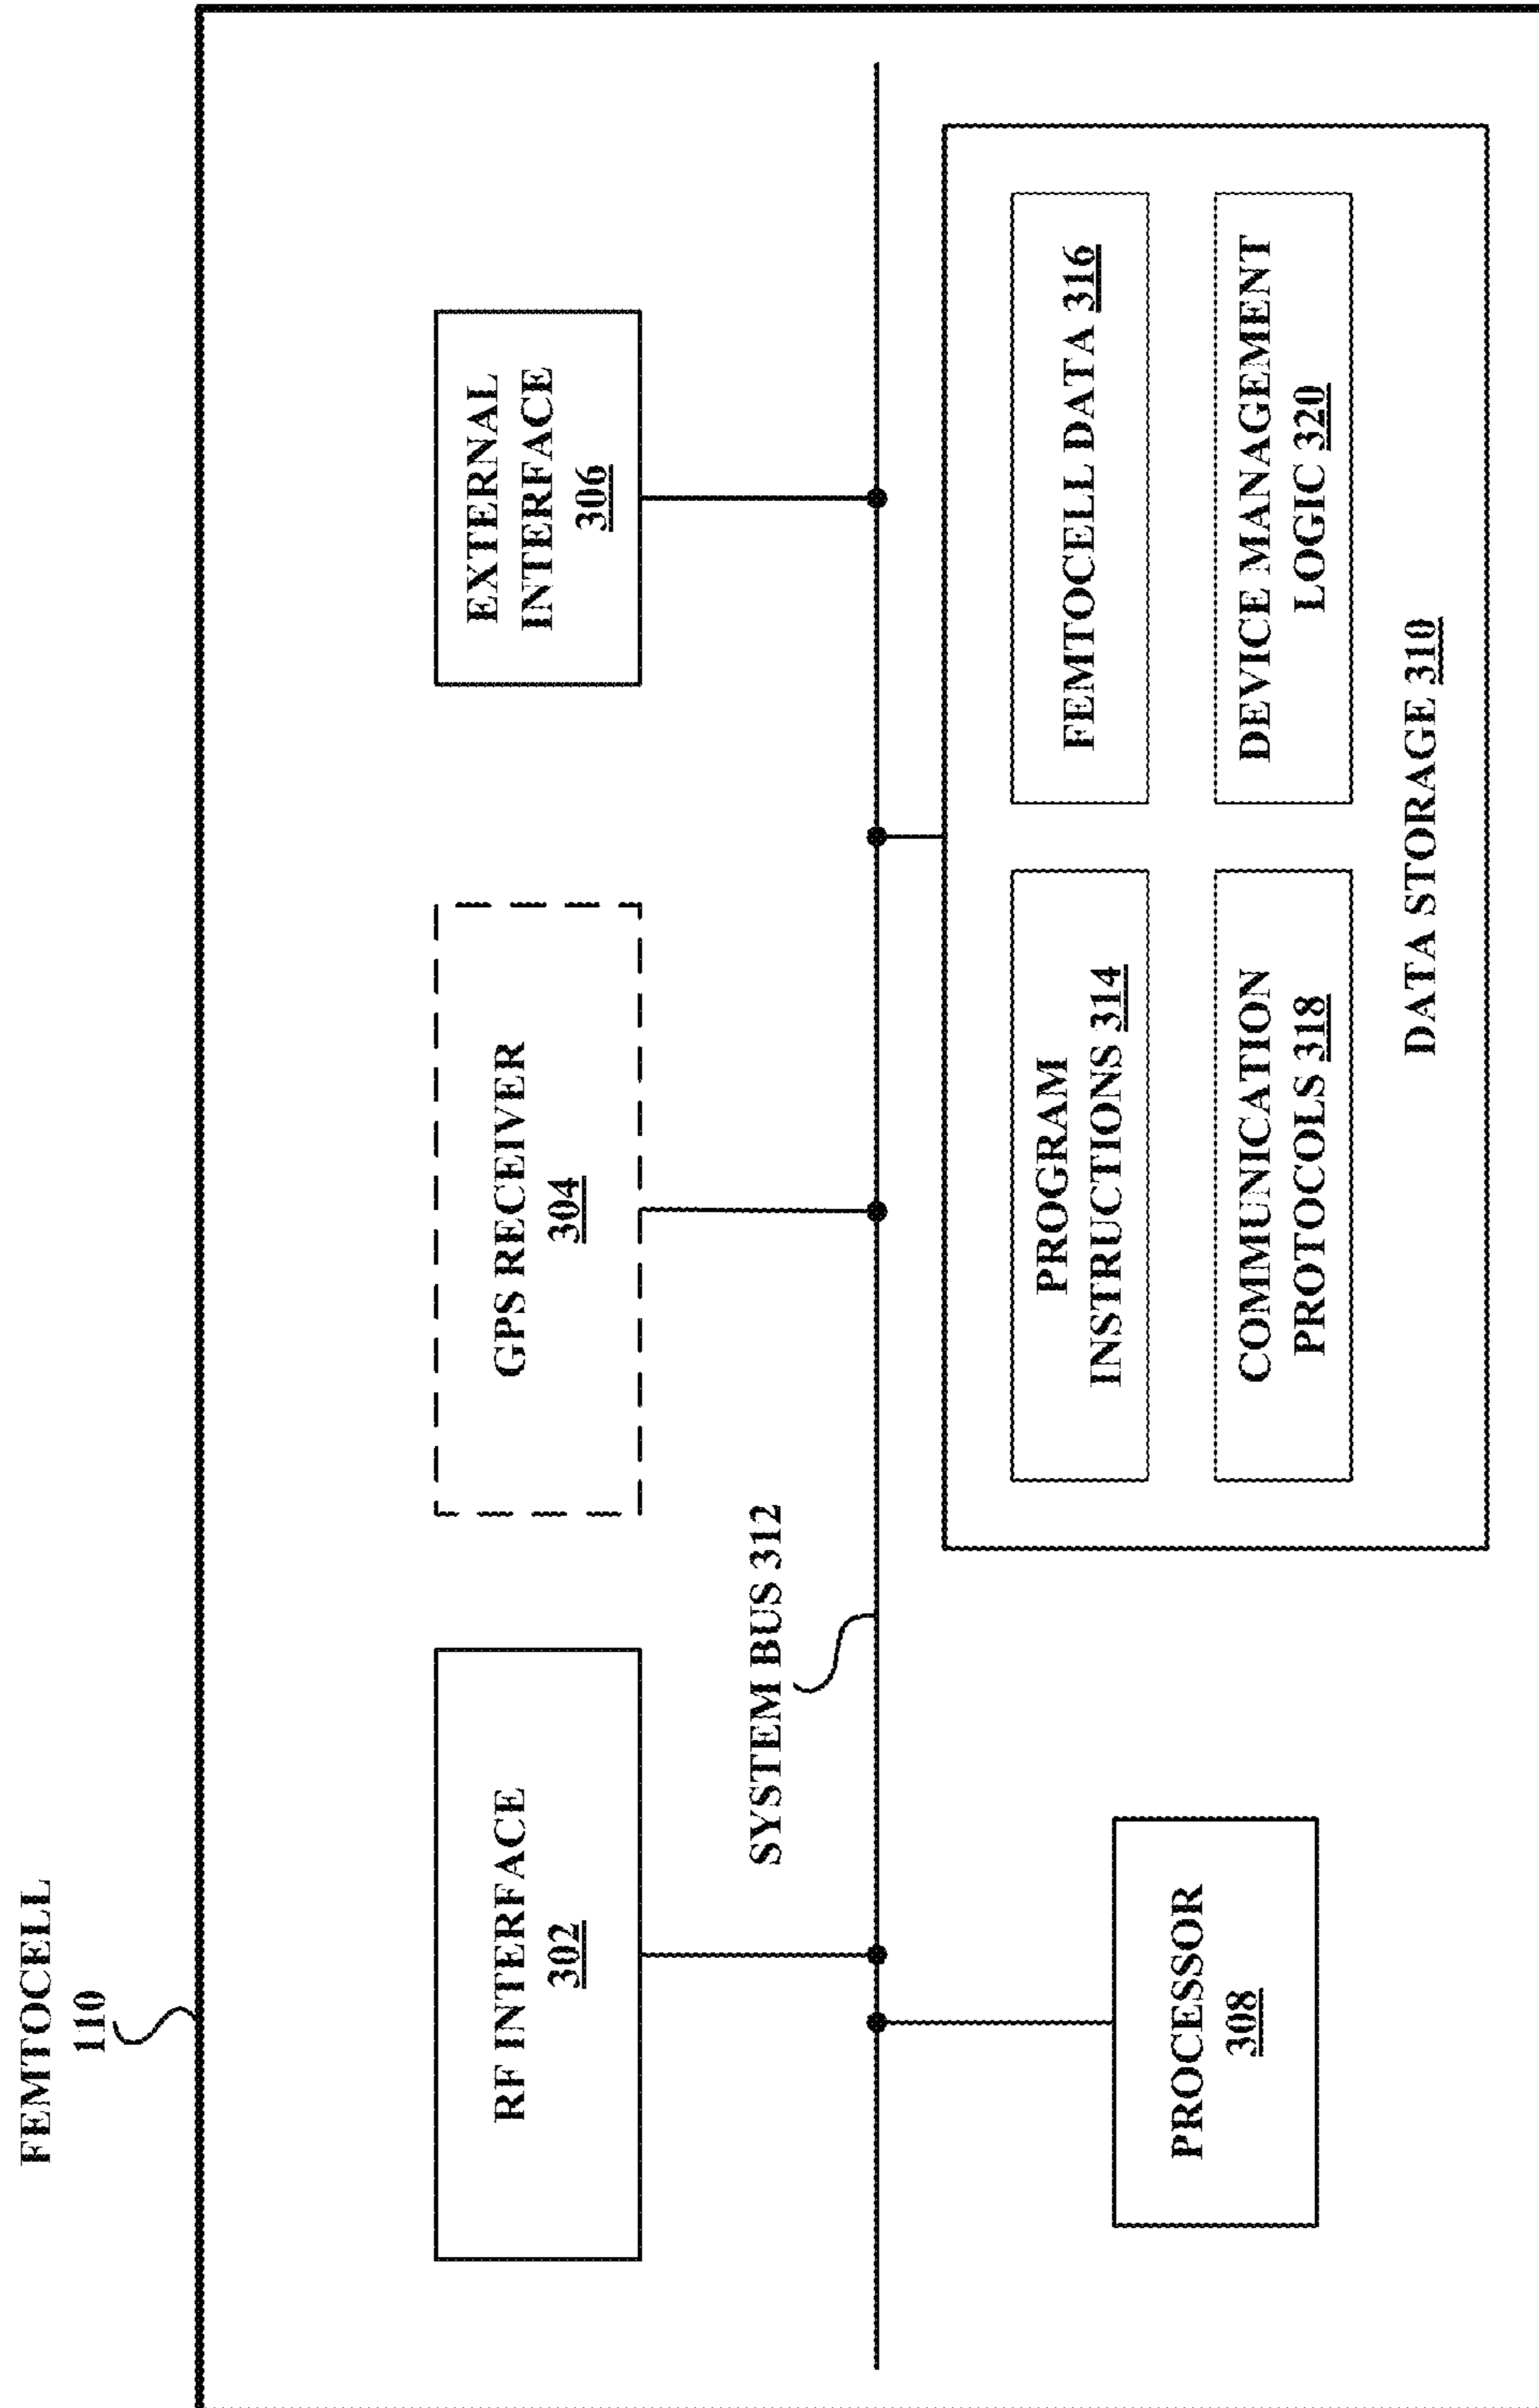 FEMTOCELL
110
RF INTERFACE
302
GPS RECEIVER
304
EXTERNAL
INTERFACE
306
SYSTEM BUS 312
PROCESSOR
308
PROGRAM
INSTRUCTIONS 314
FEMTOCELL DATA 316
COMMUNICATION
PROTOCOLS 318
DEVICE MANAGEMENT
LOGIC 320
DATA STORAGE 310